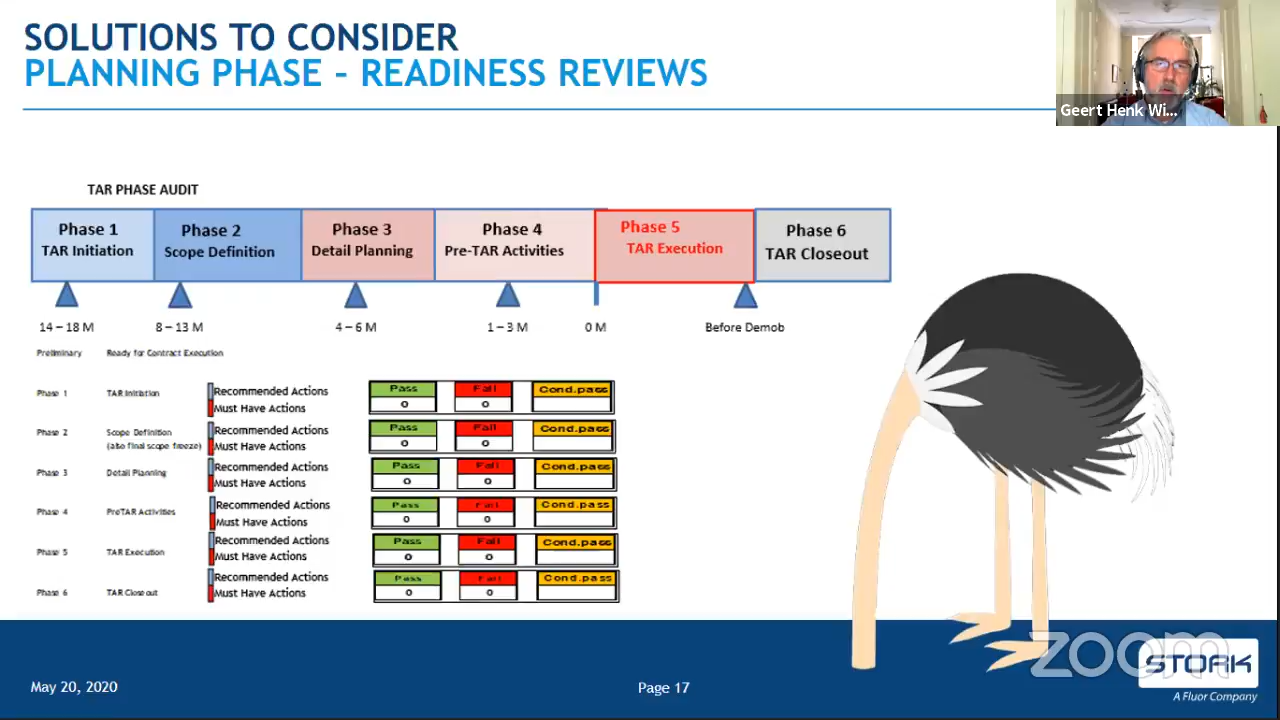 SOLUTIONS TO CONSIDER
PLANNING PHASE – READINESS REVIEWS
Geert Henk Wi...
TAR PHASE AUDIT
Phase 1
TAR Initiation
Phase 2
Scope Definition
Phase 3
Detail Planning
Phase 4
Pre-TAR Activities
Phase 5
TAR Execution
Phase 6
TAR Closeout
14 – 18 M
8 – 13 M
4 – 6 M
1 – 3 M
0 M
Before Demob
Preliminary Ready for Contract Execution
Phase 1 TAR Initiation
Recommended Actions
Must Have Actions
Pass Fail Cond.pass
0 0
Phase 2 Scope Definition
(also final scope freeze)
Recommended Actions
Must Have Actions
Pass Fail Cond.pass
0 0
Phase 3 Detail Planning
Recommended Actions
Must Have Actions
Pass Fail Cond.pass
0 0
Phase 4 PreTAR Activities
Recommended Actions
Must Have Actions
Pass Fail Cond.pass
0 0
Phase 5 TAR Execution
Recommended Actions
Must Have Actions
Pass Fail Cond.pass
0 0
Phase 6 TAR Closeout
Recommended Actions
Must Have Actions
Pass Fail Cond.pass
0 0
May 20, 2020
Page 17
zoom
STORK
A Fluor Company